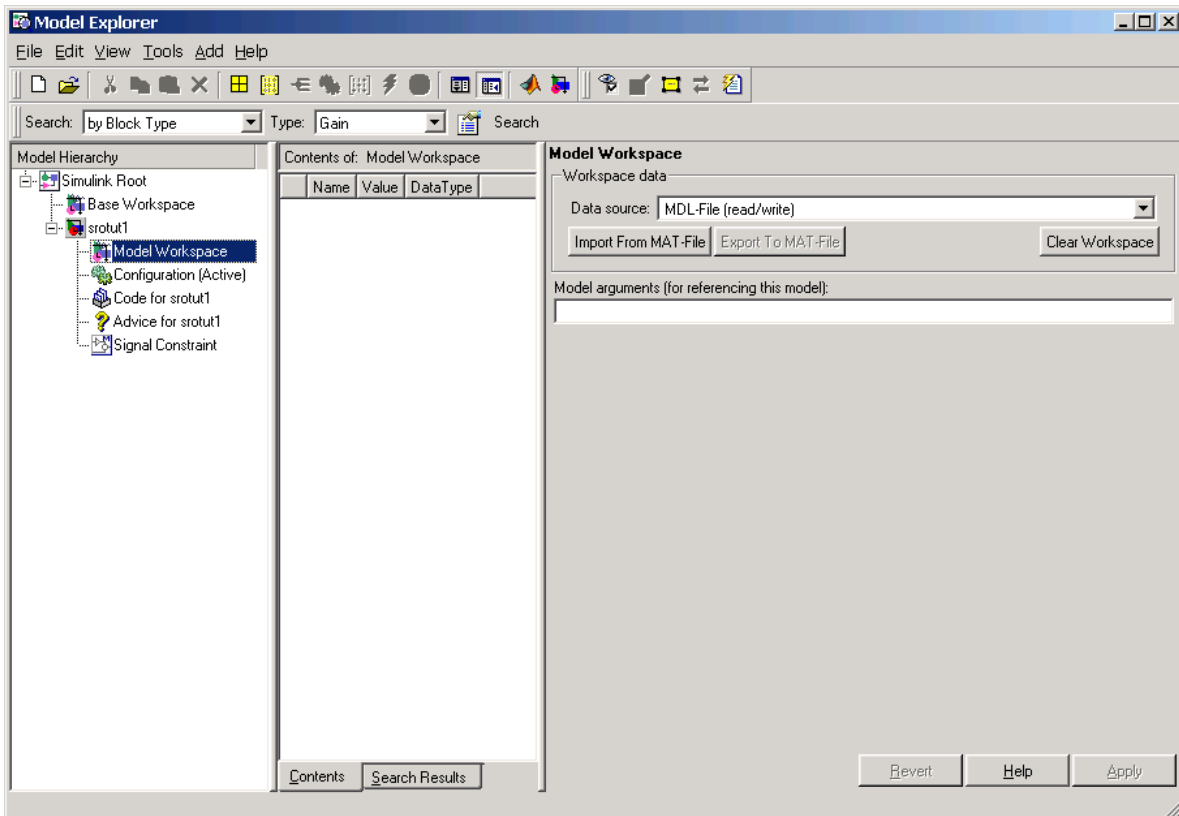 Model Explorer
File Edit View Tools Add Help
Search: by Block Type Type: Gain Search
Model Hierarchy
Simulink Root
Base Workspace
srotut1
Model Workspace
Configuration (Active)
Code for srotut1
Advice for srotut1
Signal Constraint
Contents of: Model Workspace
Name Value DataType
Contents Search Results
Model Workspace
Workspace data
Data source: MDL-File (read/write)
Import From MAT-File Export To MAT-File Clear Workspace
Model arguments (for referencing this model):
Revert Help Apply